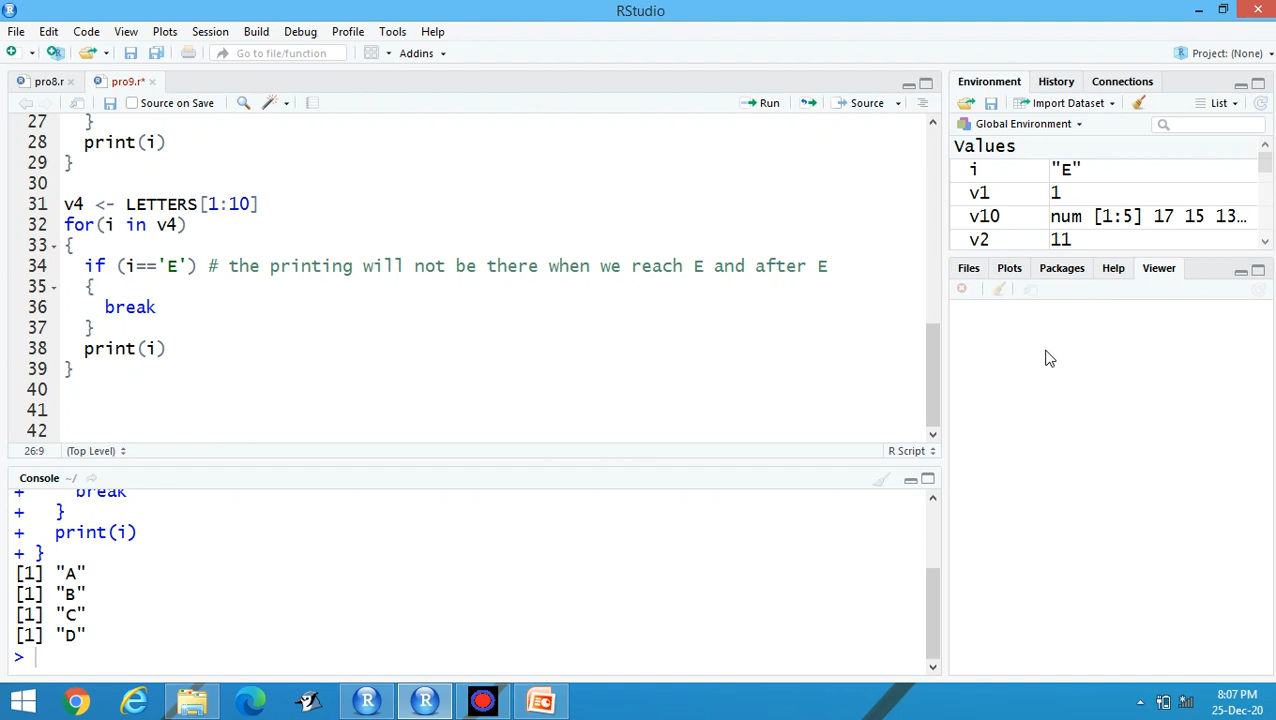 RStudio
File Edit Code View Plots Session Build Debug Profile Tools Help
Go to file/function Addins Project: (None)
pro8.r pro9.r*
Source on Save Run Source
27 }
28 print(i)
29 }
30
31 v4 <- LETTERS[1:10]
32 for(i in v4)
33 {
34 if (i=='E') # the printing will not be there when we reach E and after E
35 {
36 break
37 }
38 print(i)
39 }
40
41
42
26:9 (Top Level) R Script
Console ~/
+ break
+ }
+ print(i)
+ }
[1] "A"
[1] "B"
[1] "C"
[1] "D"
>
Environment History Connections
Import Dataset List
Global Environment
Values
i "E"
v1 1
v10 num [1:5] 17 15 13…
v2 11
Files Plots Packages Help Viewer
8:07 PM
25-Dec-20